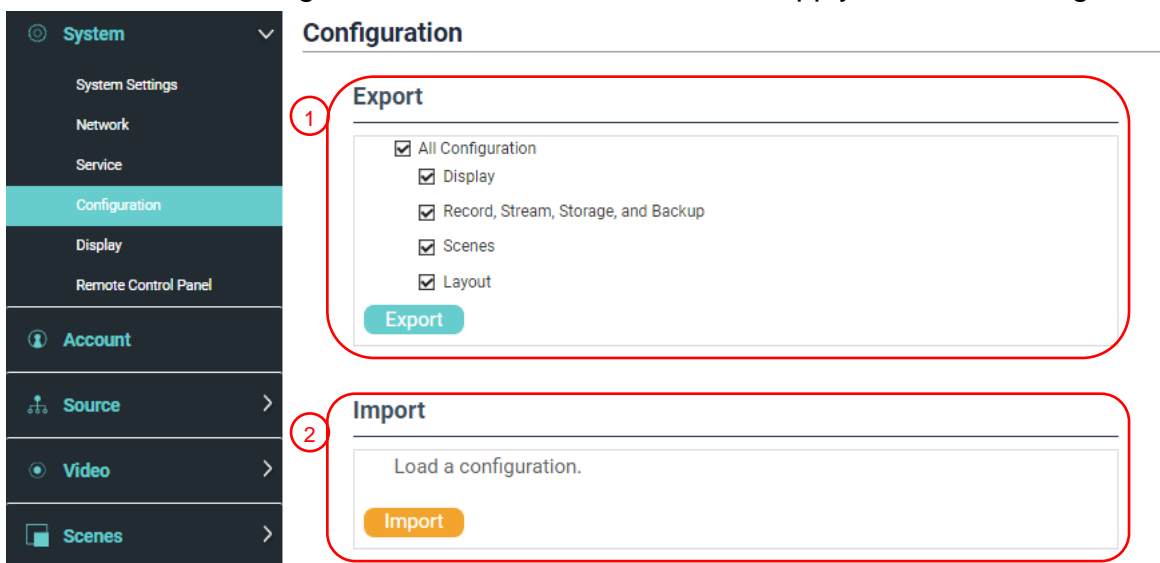 System
System Settings
Network
Service
Configuration
Display
Remote Control Panel
Account
Source
Video
Scenes
Configuration
1
Export
All Configuration
Display
Record, Stream, Storage, and Backup
Scenes
Layout
Export
2
Import
Load a configuration.
Import